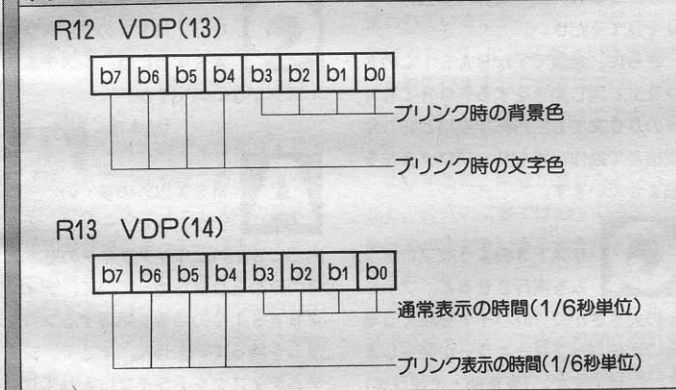 R12 VDP(13)
b7 b6 b5 b4 b3 b2 b1 b0
ブリンク時の背景色
ブリンク時の文字色
R13 VDP(14)
b7 b6 b5 b4 b3 b2 b1 b0
通常表示の時間(1/6秒単位)
ブリンク表示の時間(1/6秒単位)